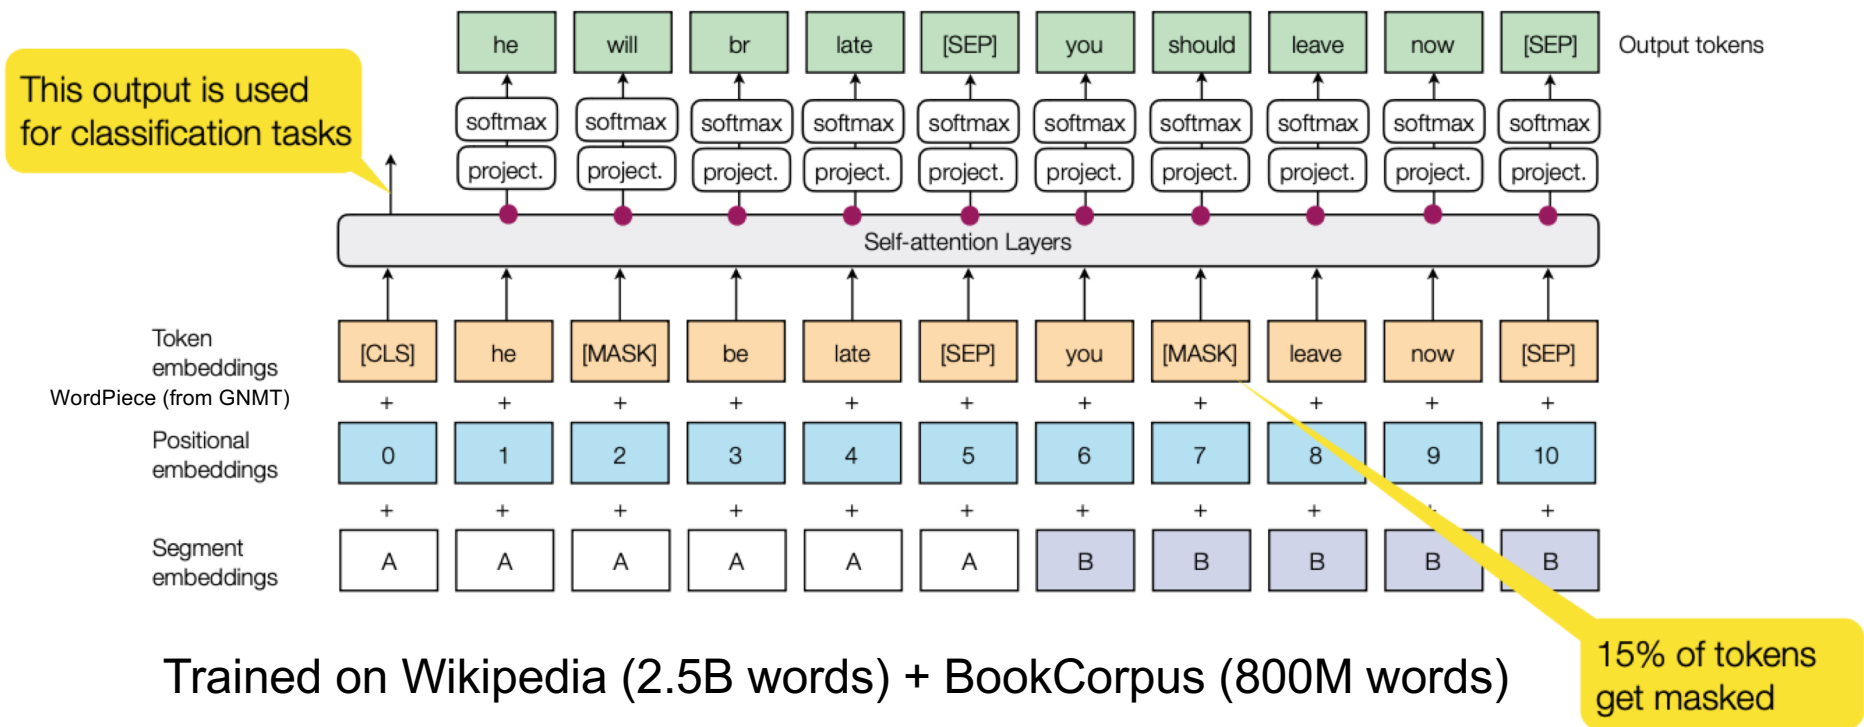 he will br late [SEP] you should leave now [SEP] Output tokens
This output is used
for classification tasks
softmax softmax softmax softmax softmax softmax softmax softmax softmax softmax
project. project. project. project. project. project. project. project. project. project.
Self-attention Layers
Token
embeddings
[CLS] he [MASK] be late [SEP] you [MASK] leave now [SEP]
WordPiece (from GNMT)
+ + + + + + + + + + +
Positional
embeddings
0 1 2 3 4 5 6 7 8 9 10
+ + + + + + + + + + +
Segment
embeddings
A A A A A A B B B B B
15% of tokens
get masked
Trained on Wikipedia (2.5B words) + BookCorpus (800M words)